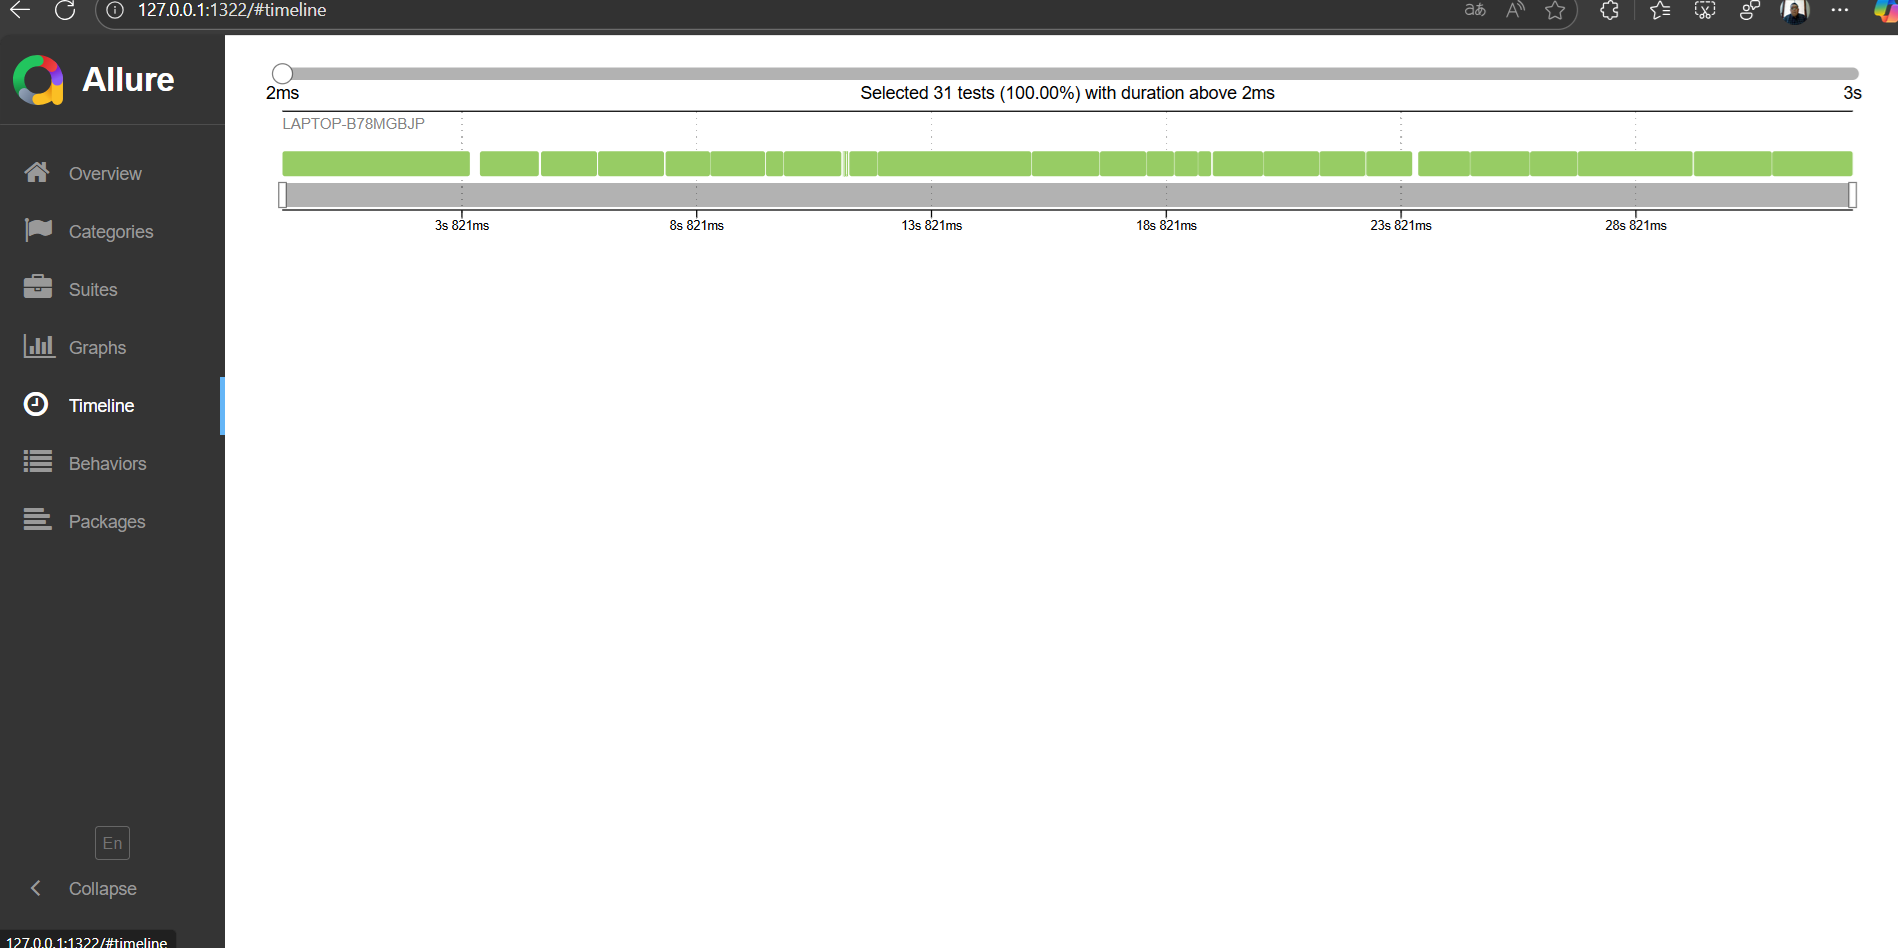 127.0.0.1:1322/#timeline
Allure
Overview
Categories
Suites
Graphs
Timeline
Behaviors
Packages
En
Collapse
127.0.0.1:1322/#timeline
2ms
Selected 31 tests (100.00%) with duration above 2ms
3s
LAPTOP-B78MGBJP
3s 821ms
8s 821ms
13s 821ms
18s 821ms
23s 821ms
28s 821ms